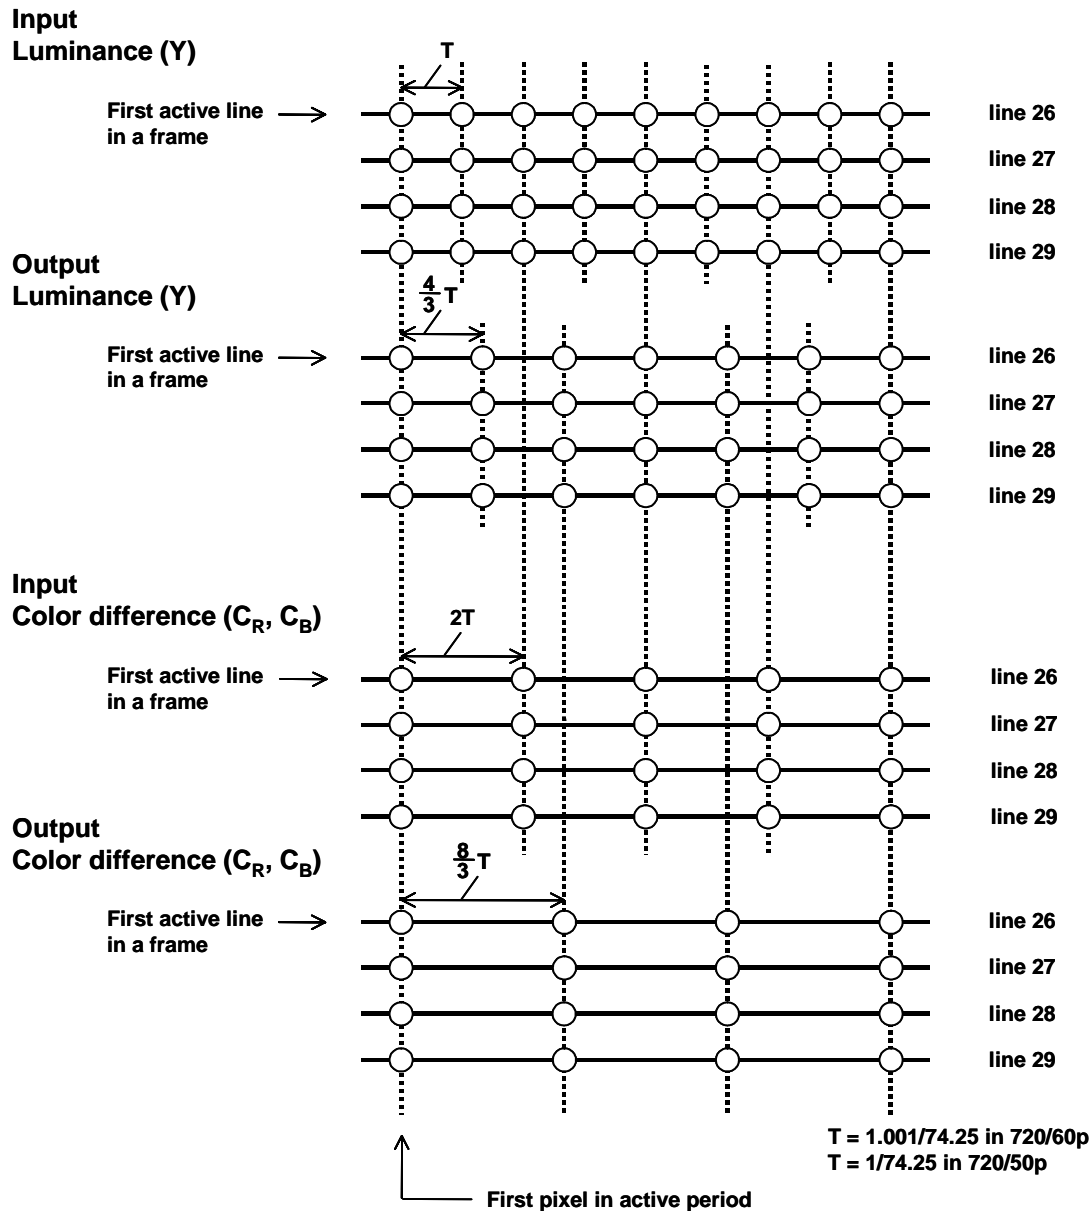 Input
Luminance (Y)
T
First active line
in a frame
line 26
line 27
line 28
line 29
Output
Luminance (Y)
4/3 T
First active line
in a frame
line 26
line 27
line 28
line 29
Input
Color difference (CR, CB)
2T
First active line
in a frame
line 26
line 27
line 28
line 29
Output
Color difference (CR, CB)
8/3 T
First active line
in a frame
line 26
line 27
line 28
line 29
T = 1.001/74.25 in 720/60p
T = 1/74.25 in 720/50p
First pixel in active period